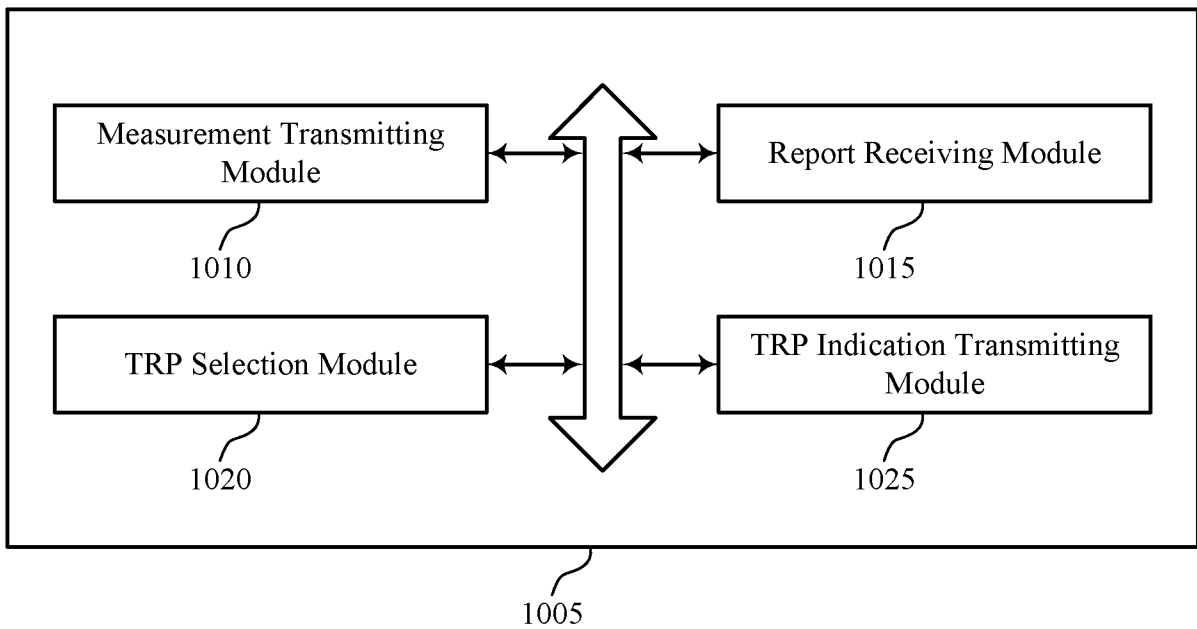 Measurement Transmitting
Module
1010
Report Receiving Module
1015
TRP Selection Module
1020
TRP Indication Transmitting
Module
1025
1005